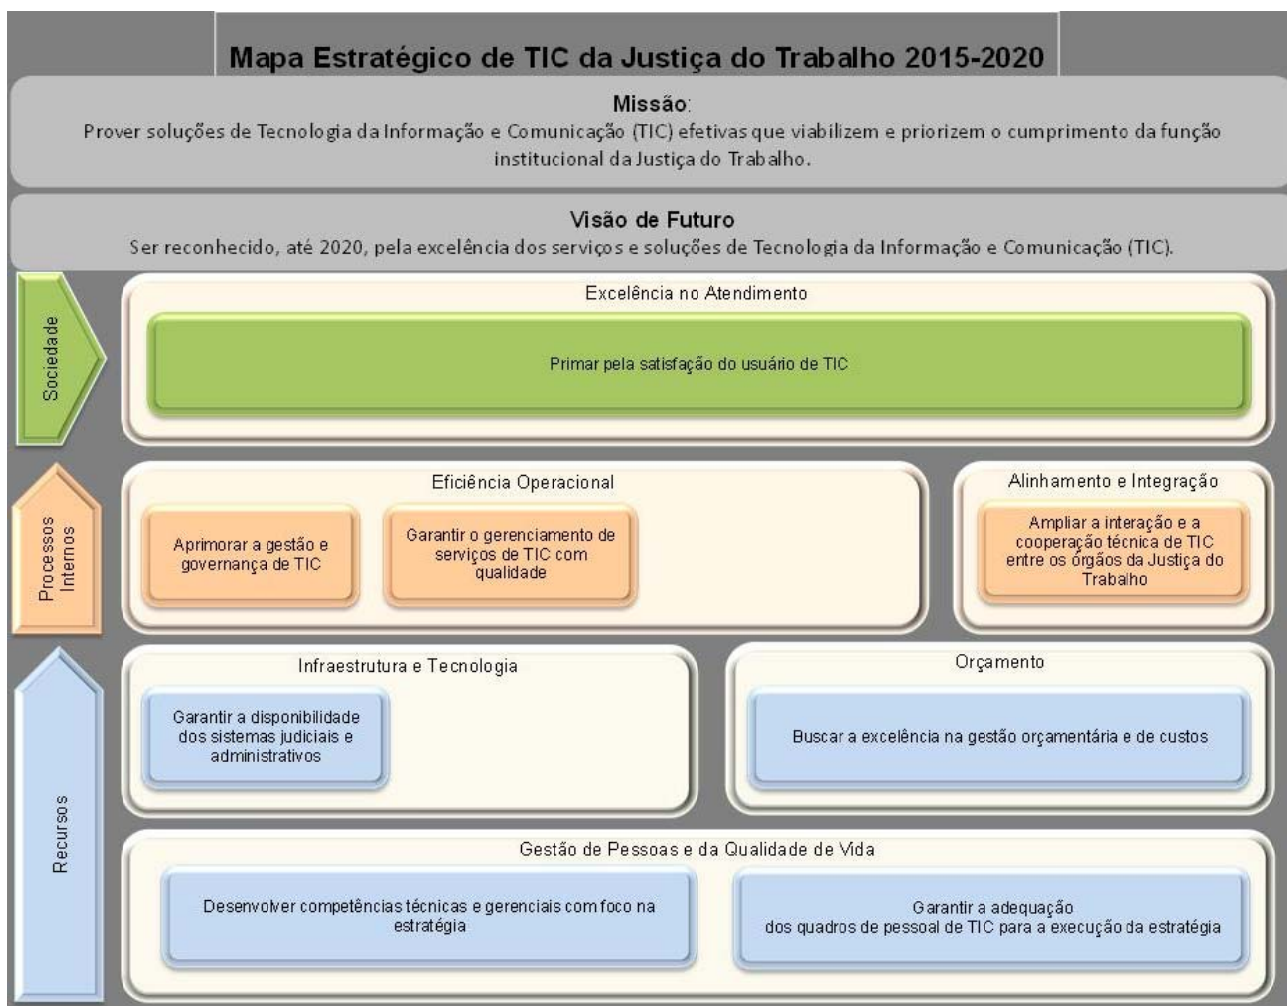 Mapa Estratégico de TIC da Justiça do Trabalho 2015-2020
Missão:
Prover soluções de Tecnologia da Informação e Comunicação (TIC) efetivas que viabilizem e priorizem o cumprimento da função
institucional da Justiça do Trabalho.
Visão de Futuro
Ser reconhecido, até 2020, pela excelência dos serviços e soluções de Tecnologia da Informação e Comunicação (TIC).
Sociedade
Excelência no Atendimento
Primar pela satisfação do usuário de TIC
Processos
Internos
Eficiência Operacional
Aprimorar a gestão e
governança de TIC
Garantir o gerenciamento de
serviços de TIC com
qualidade
Alinhamento e Integração
Ampliar a interação e a
cooperação técnica de TIC
entre os órgãos da Justiça do
Trabalho
Recursos
Infraestrutura e Tecnologia
Garantir a disponibilidade
dos sistemas judiciais e
administrativos
Orçamento
Buscar a excelência na gestão orçamentária e de custos
Gestão de Pessoas e da Qualidade de Vida
Desenvolver competências técnicas e gerenciais com foco na
estratégia
Garantir a adequação
dos quadros de pessoal de TIC para a execução da estratégia